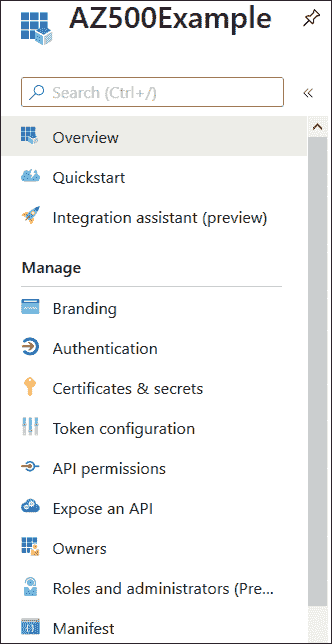 AZ500Example
Search (Ctrl+/)
«
Overview
Quickstart
Integration assistant (preview)
Manage
Branding
Authentication
Certificates & secrets
Token configuration
API permissions
Expose an API
Owners
Roles and administrators (Pre...
Manifest